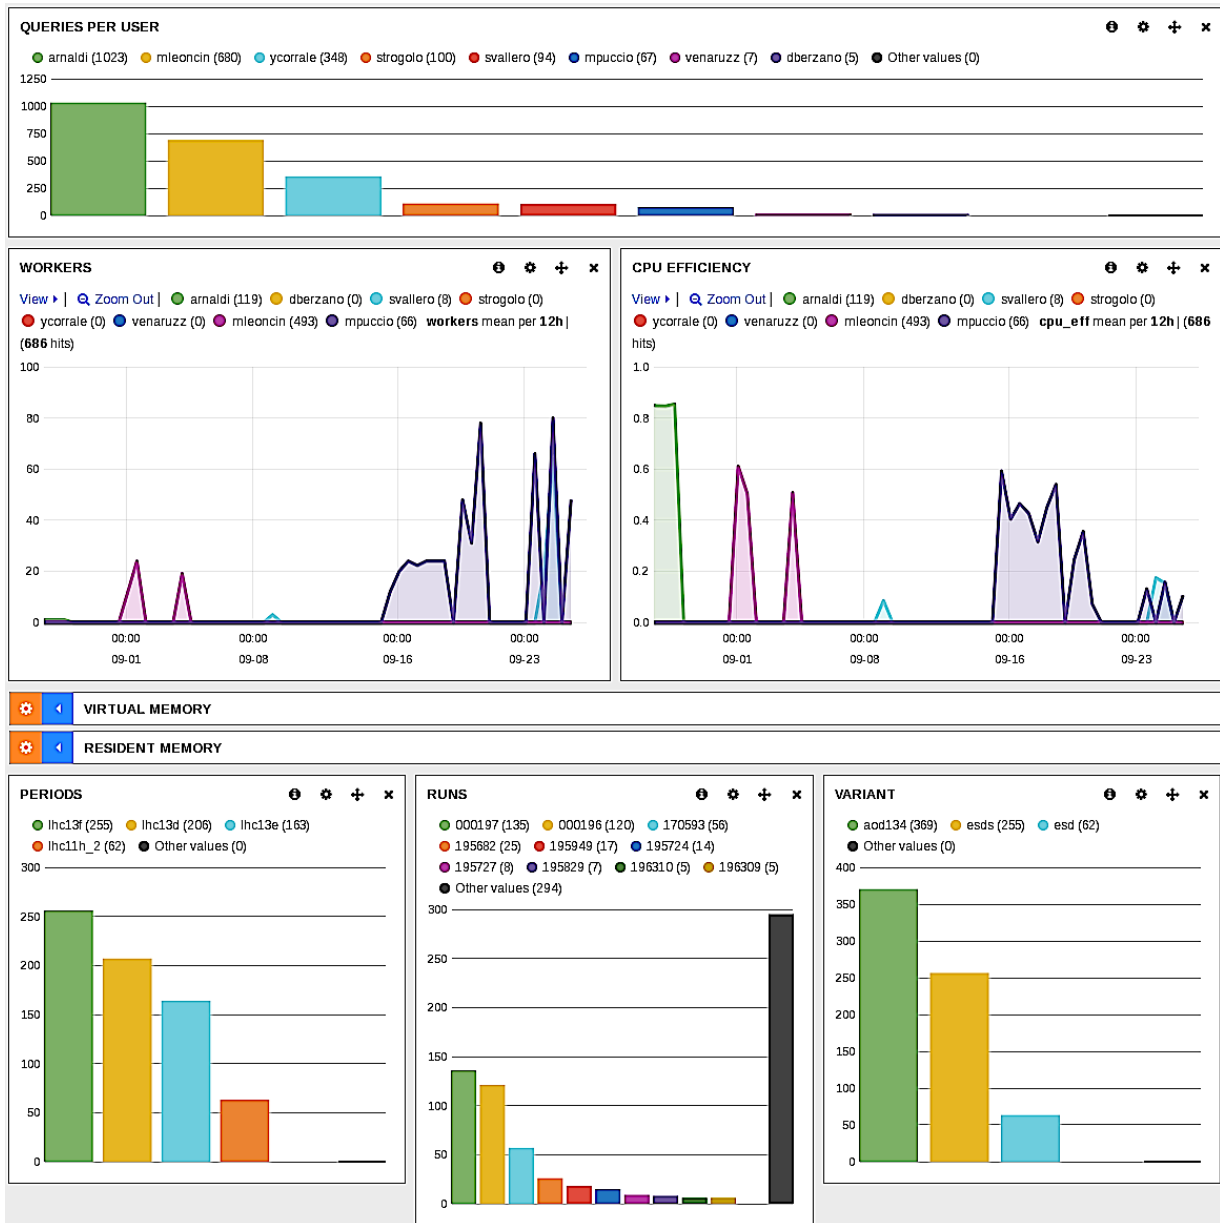 QUERIES PER USER
arnaldi (1023) mleoncin (680) ycorrale (348) strogolo (100) svallero (94) mpuccio (67) venaruzz (7) dberzano (5) Other values (0)
1250
1000
750
500
250
0
WORKERS
View | Zoom Out | arnaldi (119) dberzano (0) svallero (8) strogolo (0)
ycorrale (0) venaruzz (0) mleoncin (493) mpuccio (66) workers mean per 12h | (686 hits)
100
80
60
40
20
0
00:00 00:00 00:00 00:00
09-01 09-08 09-16 09-23
CPU EFFICIENCY
View | Zoom Out | arnaldi (119) dberzano (0) svallero (8) strogolo (0)
ycorrale (0) venaruzz (0) mleoncin (493) mpuccio (66) cpu_eff mean per 12h | (686
hits)
1.0
0.8
0.6
0.4
0.2
0.0
00:00 00:00 00:00 00:00
09-01 09-08 09-16 09-23
VIRTUAL MEMORY
RESIDENT MEMORY
PERIODS
lhc13f (255) lhc13d (206) lhc13e (163)
lhc11h_2 (62) Other values (0)
300
250
200
150
100
50
0
RUNS
000197 (135) 000196 (120) 170593 (56)
195682 (25) 195949 (17) 195724 (14)
195727 (8) 195829 (7) 196310 (5) 196309 (5)
Other values (294)
300
250
200
150
100
50
0
VARIANT
aod134 (369) esds (255) esd (62)
Other values (0)
400
350
300
250
200
150
100
50
0